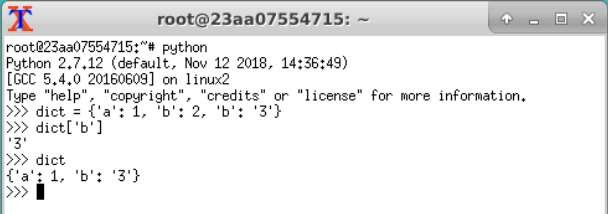 root@23aa07554715: ~
root@23aa07554715:~# python
Python 2.7.12 (default, Nov 12 2018, 14:36:49)
[GCC 5.4.0 20160609] on linux2
Type "help", "copyright", "credits" or "license" for more information.
>>> dict = {'a': 1, 'b': 2, 'b': '3'}
>>> dict['b']
'3'
>>> dict
{'a': 1, 'b': '3'}
>>>